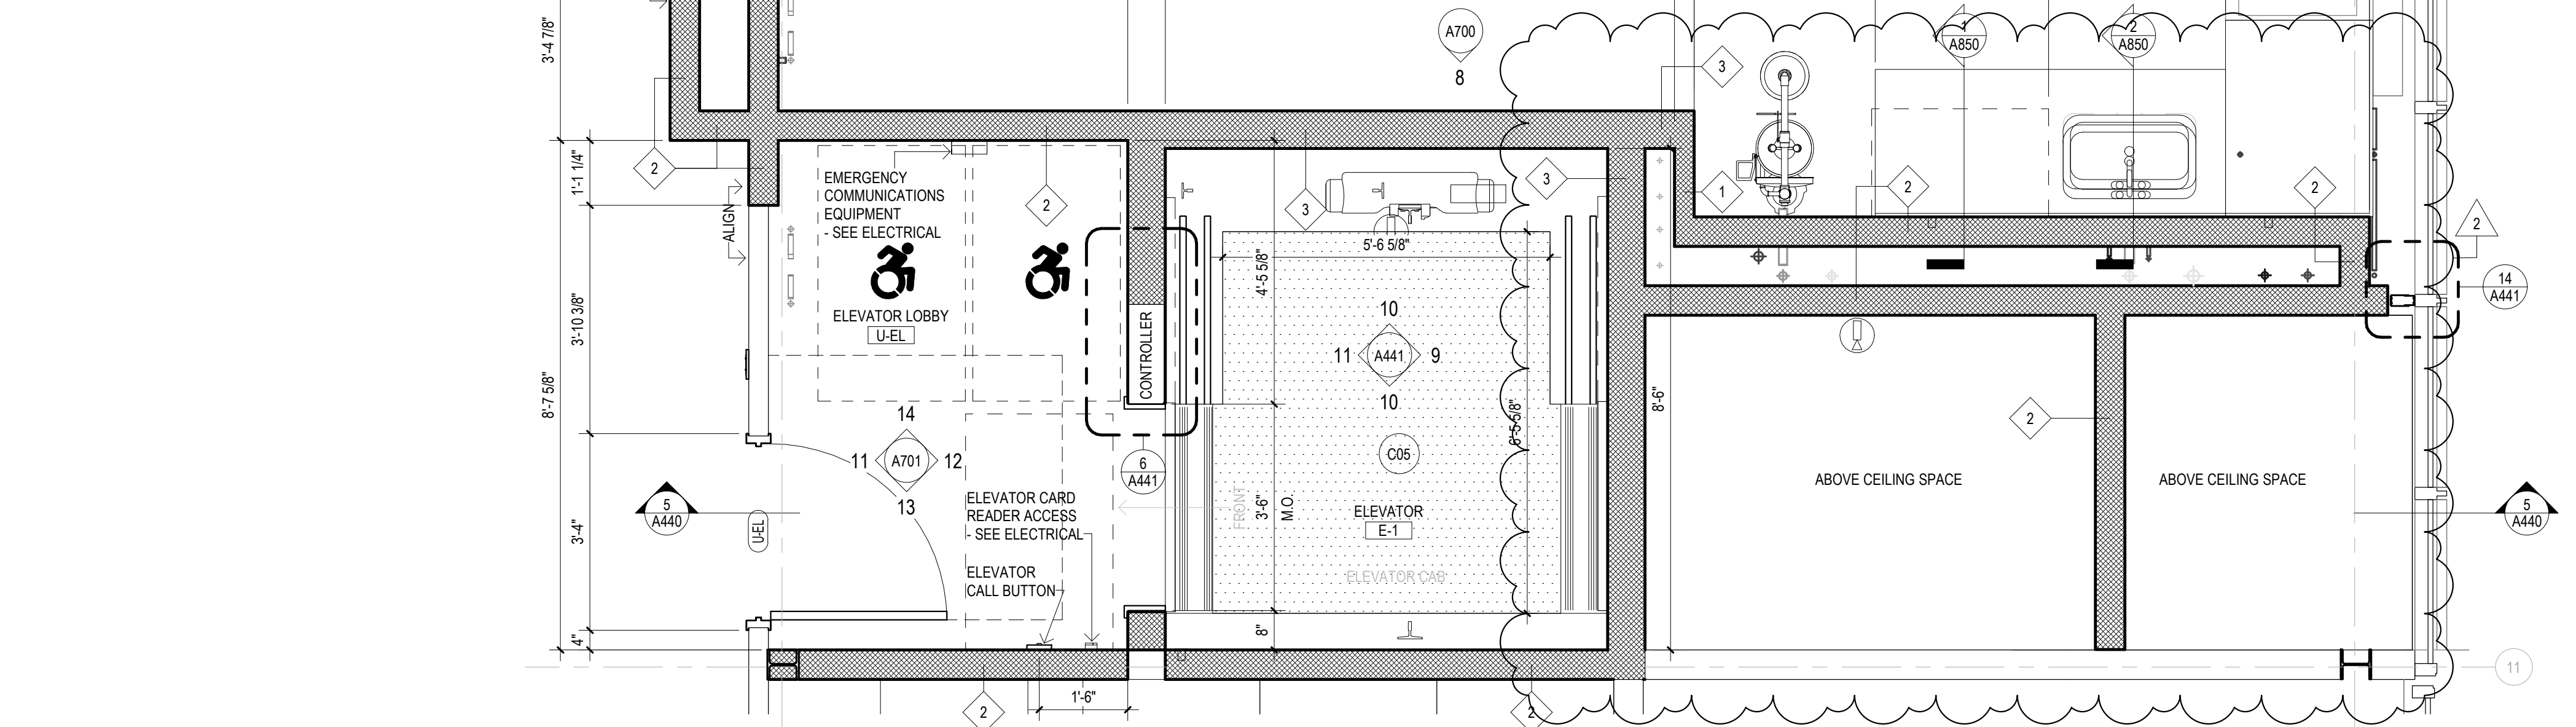 3'-4 7/8"
1'-1 1/4"
3'-10 3/8"
8'-7 5/8"
3'-4"
4"
ALIGN
2
5
A440
U-EL
EMERGENCY
COMMUNICATIONS
EQUIPMENT
- SEE ELECTRICAL
2
ELEVATOR LOBBY
U-EL
14
11
A701
12
13
ELEVATOR CARD
READER ACCESS
- SEE ELECTRICAL
ELEVATOR
CALL BUTTON
2
1'-6"
CONTROLLER
6
A441
A700
8
3
3
3
1
5'-6 5/8"
4'-5 5/8"
10
11
A441
9
10
6'-5 5/8"
C05
FRONT
3'-6"
M.O.
ELEVATOR
E-1
ELEVATOR CAB
8"
2
8'-6"
1
A850
2
A850
2
2
2
14
A441
2
ABOVE CEILING SPACE
ABOVE CEILING SPACE
5
A440
11